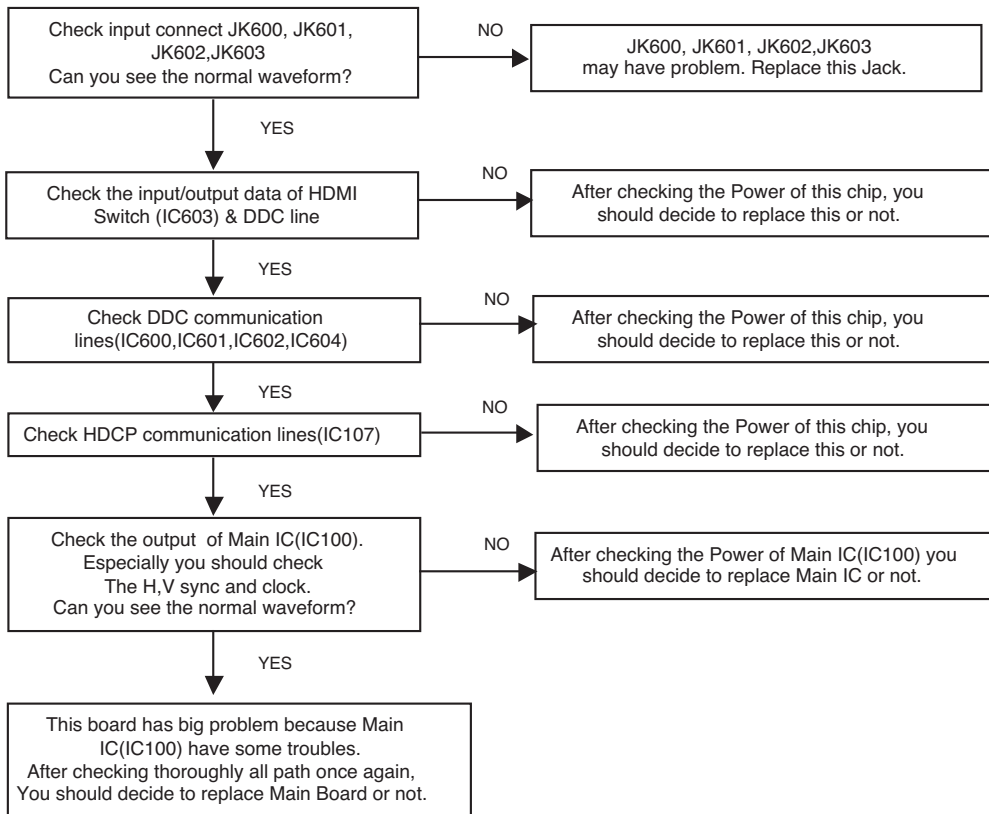 Check input connect JK600, JK601,
JK602,JK603
Can you see the normal waveform?
NO
JK600, JK601, JK602,JK603
may have problem. Replace this Jack.
YES
Check the input/output data of HDMI
Switch (IC603) & DDC line
NO
After checking the Power of this chip, you
should decide to replace this or not.
YES
Check DDC communication
lines(IC600,IC601,IC602,IC604)
NO
After checking the Power of this chip, you
should decide to replace this or not.
YES
Check HDCP communication lines(IC107)
NO
After checking the Power of this chip, you
should decide to replace this or not.
YES
Check the output of Main IC(IC100).
Especially you should check
The H,V sync and clock.
Can you see the normal waveform?
NO
After checking the Power of Main IC(IC100) you
should decide to replace Main IC or not.
YES
This board has big problem because Main
IC(IC100) have some troubles.
After checking thoroughly all path once again,
You should decide to replace Main Board or not.